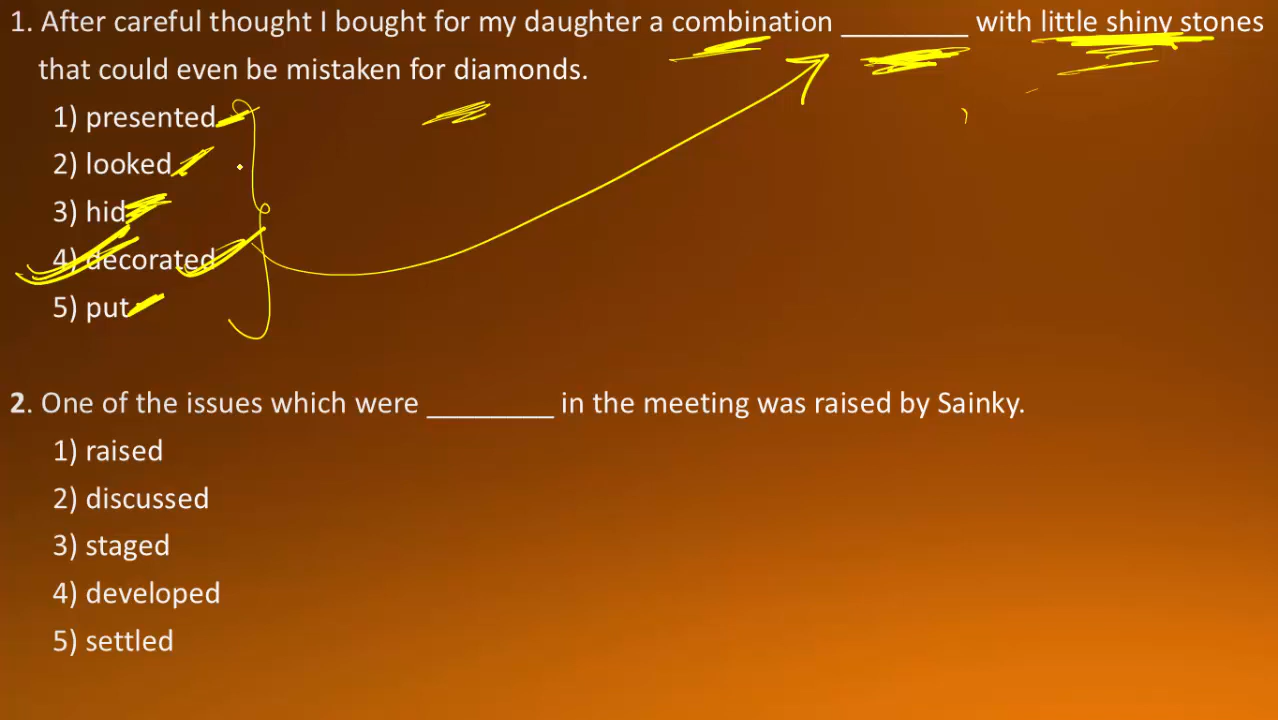 1. After careful thought I bought for my daughter a combination ________ with little shiny stones
that could even be mistaken for diamonds.
1) presented
2) looked
3) hid
4) decorated
5) put
2. One of the issues which were ________ in the meeting was raised by Sainky.
1) raised
2) discussed
3) staged
4) developed
5) settled